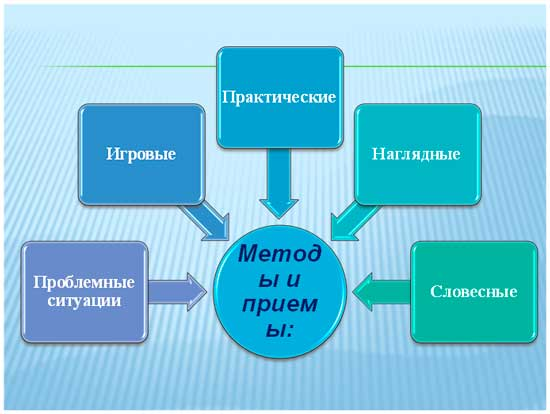 Практические
Игровые
Наглядные
Метод
ы и
прием
ы:
Проблемные
ситуации
Словесные